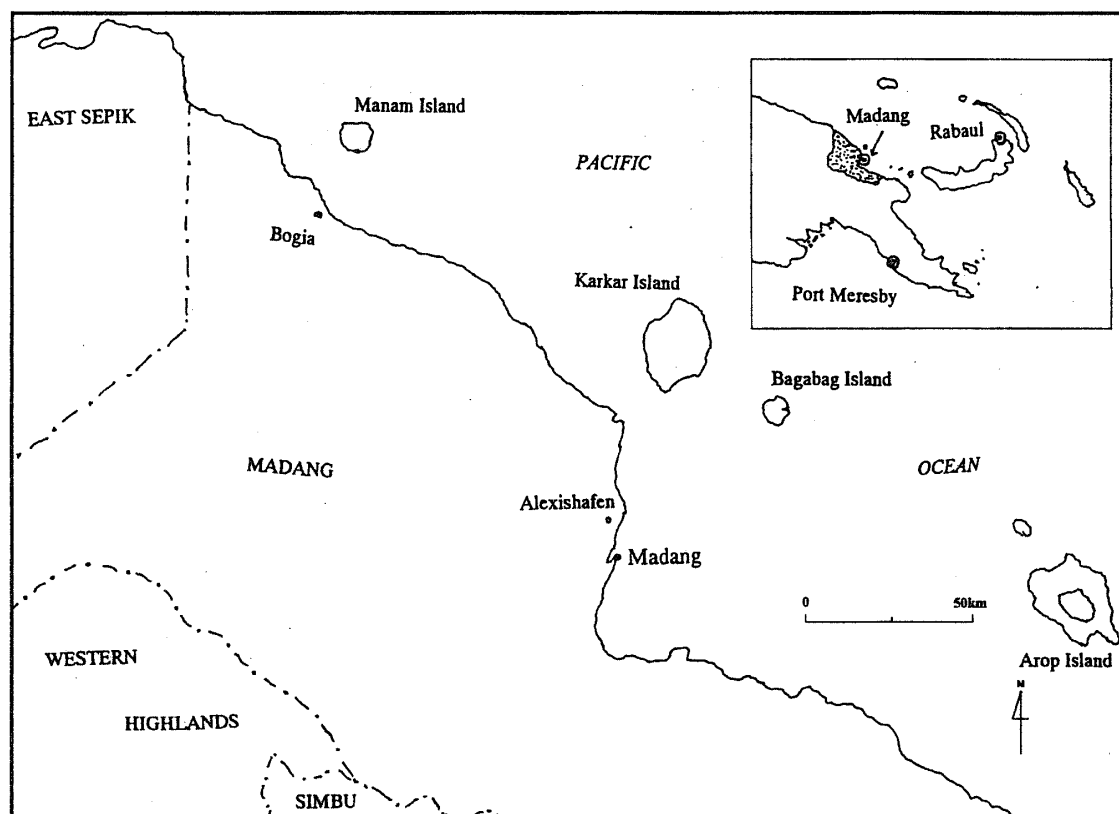 EAST SEPIK
Manam Island
PACIFIC
Madang
Rabaul
Port Meresby
Bogia
Karkar Island
Bagabag Island
MADANG
OCEAN
Alexishafen
Madang
0 50km
WESTERN
HIGHLANDS
Arop Island
N
SIMBU